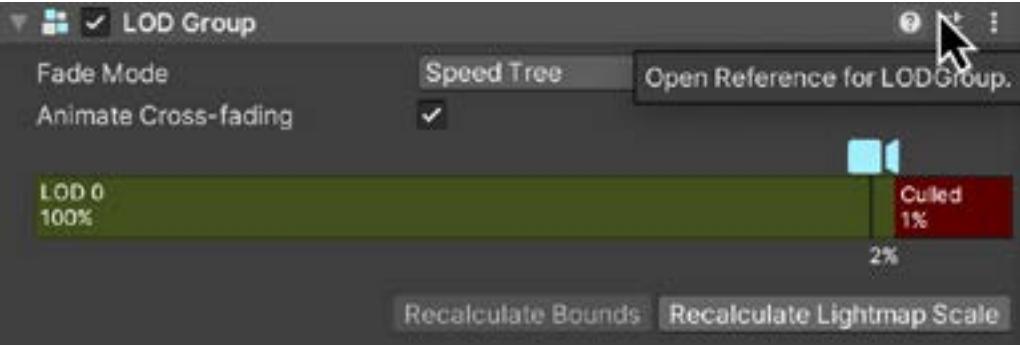 LOD Group
Fade Mode
Speed Tree
Open Reference for LODGroup.
Animate Cross-fading
LOD 0
100%
Culled
1%
2%
Recalculate Bounds
Recalculate Lightmap Scale